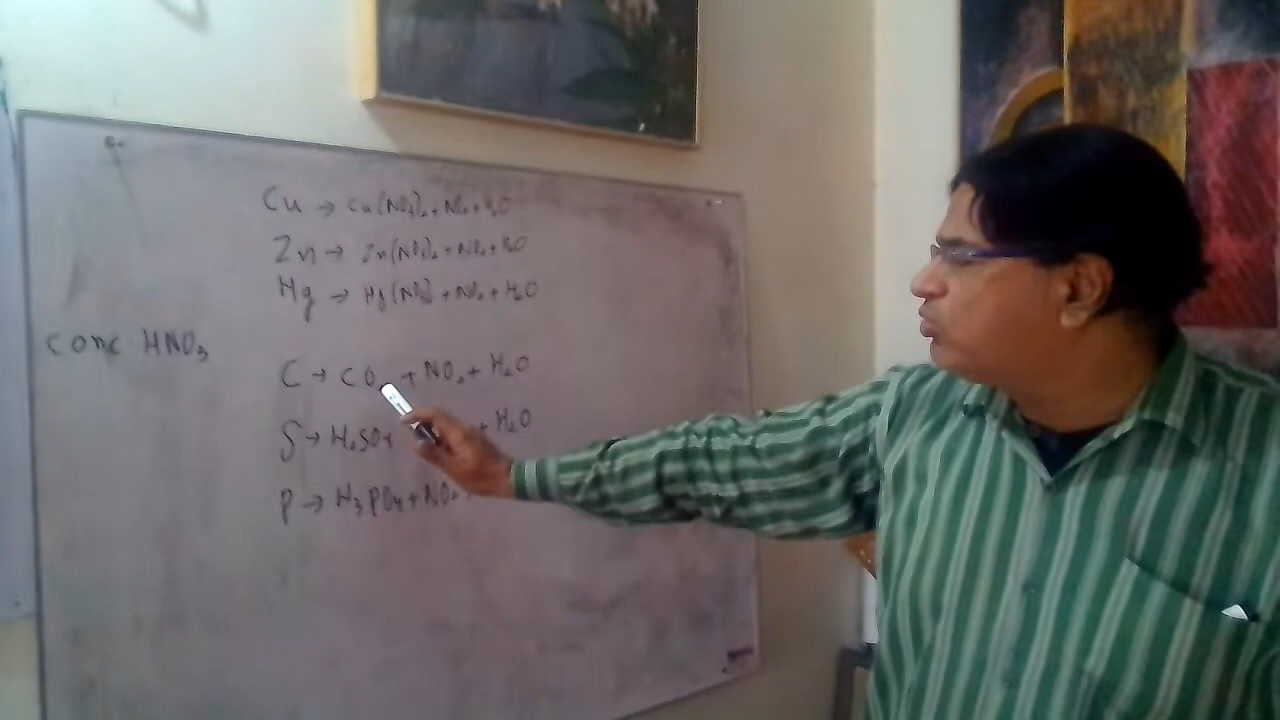 Cu → Cu(NO₃)₂ + NO₂ + H₂O
Zn → Zn(NO₃)₂ + NO₂ + H₂O
Hg → Hg(NO₃)₂ + NO₂ + H₂O
conc HNO₃
C → CO₂ + NO₂ + H₂O
S → H₂SO₄ + H₂O
P → H₃PO₄ + NO₂ +